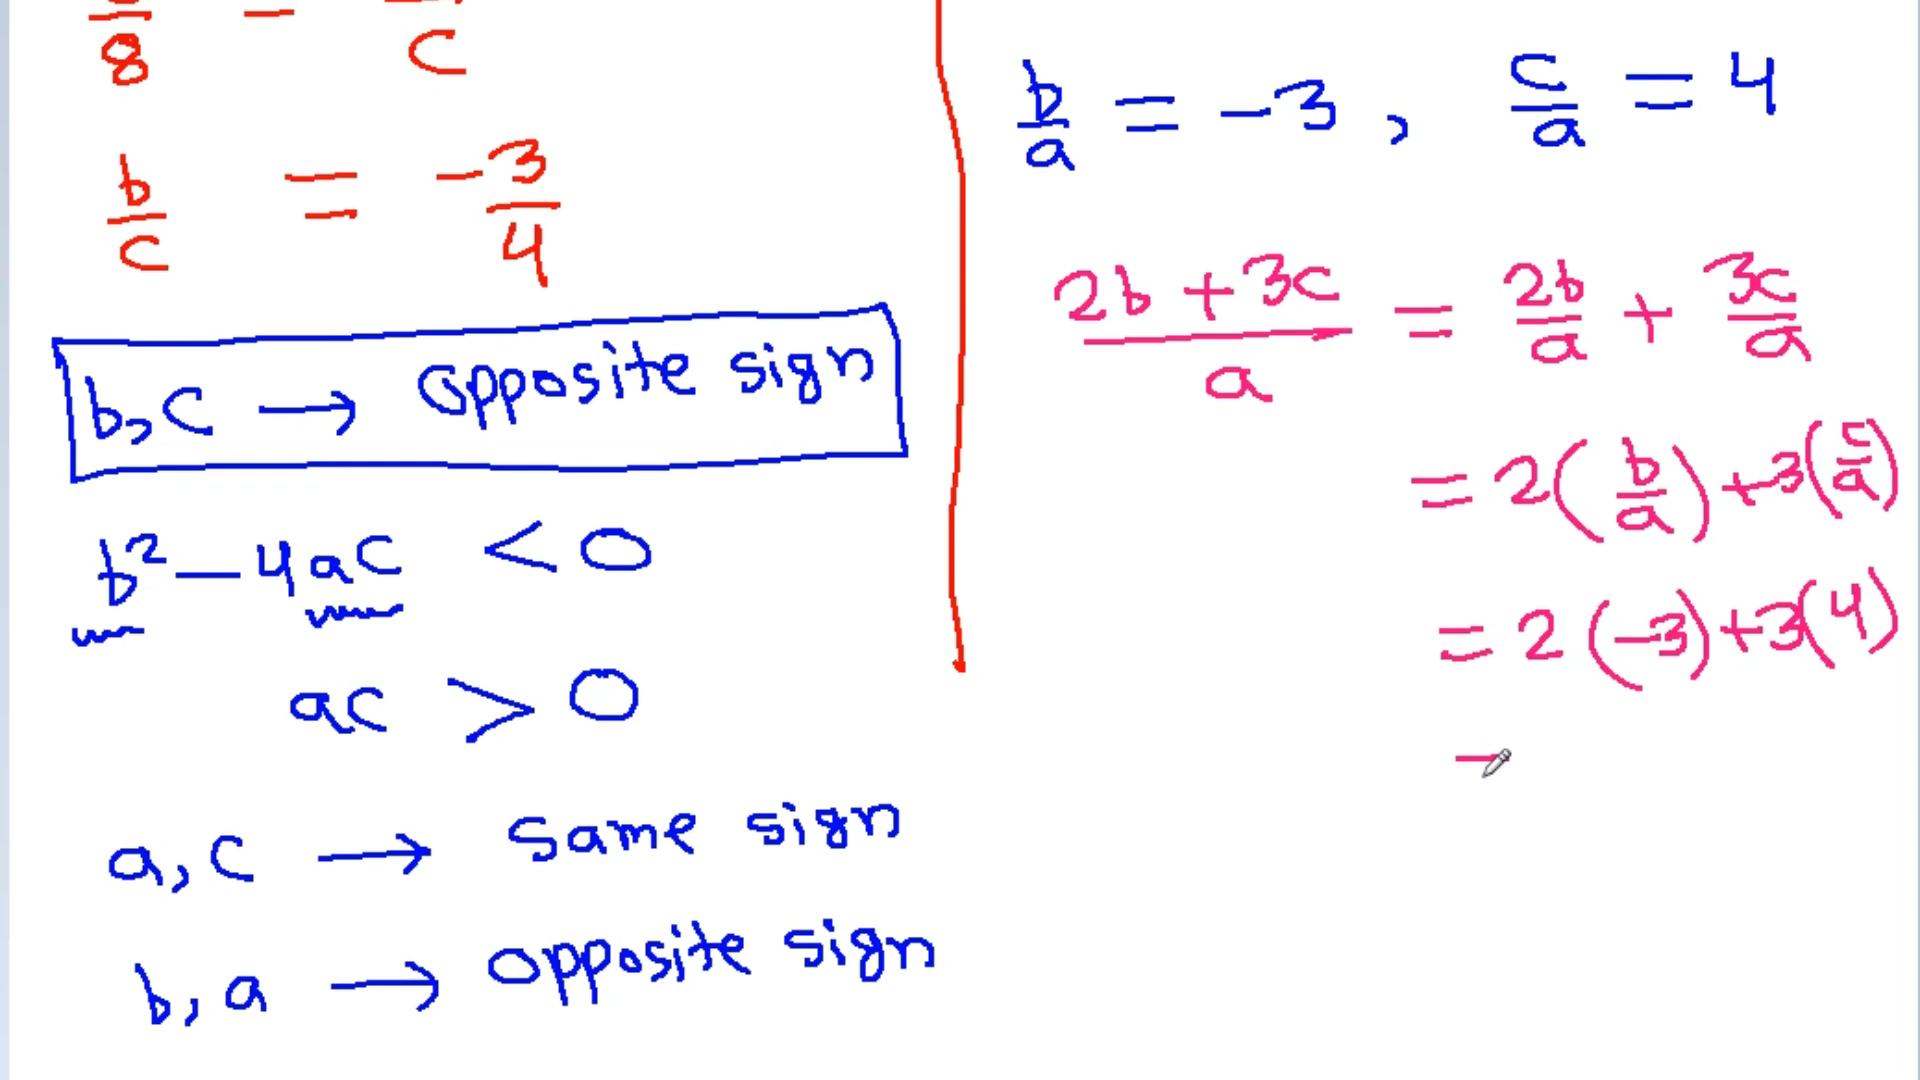 8 = c
b/c = -3/4
b, c → opposite sign
b² - 4ac < 0
ac > 0
a, c → same sign
b, a → opposite sign
b/a = -3, c/a = 4
(2b + 3c)/a = 2b/a + 3c/a
= 2(b/a) + 3(c/a)
= 2(-3) + 3(4)